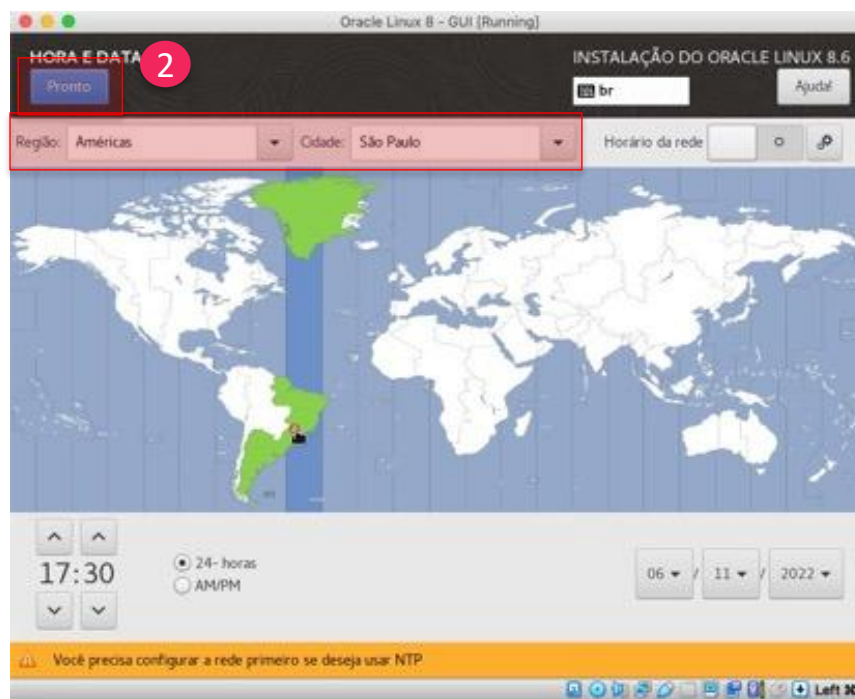 Oracle Linux 8 - GUI [Running]
HORA E DATA
2
INSTALAÇÃO DO ORACLE LINUX 8.6
Pronto
br
Ajuda!
Região:
Américas
Cidade:
São Paulo
Horário da rede
17:30
24- horas
AM/PM
06 / 11 / 2022
Você precisa configurar a rede primeiro se deseja usar NTP
Left ⌘